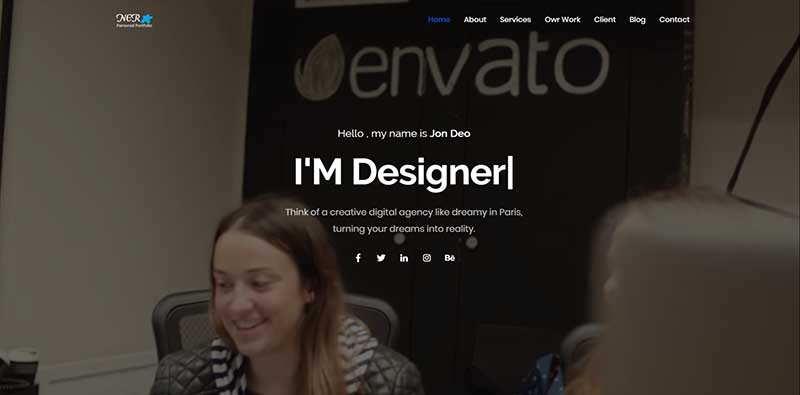 NCR
Personal Portfolio
Home About Services Owr Work Client Blog Contact
envato
Hello , my name is Jon Deo
I'M Designer|
Think of a creative digital agency like dreamy in Paris,
turning your dreams into reality.
f in Bē